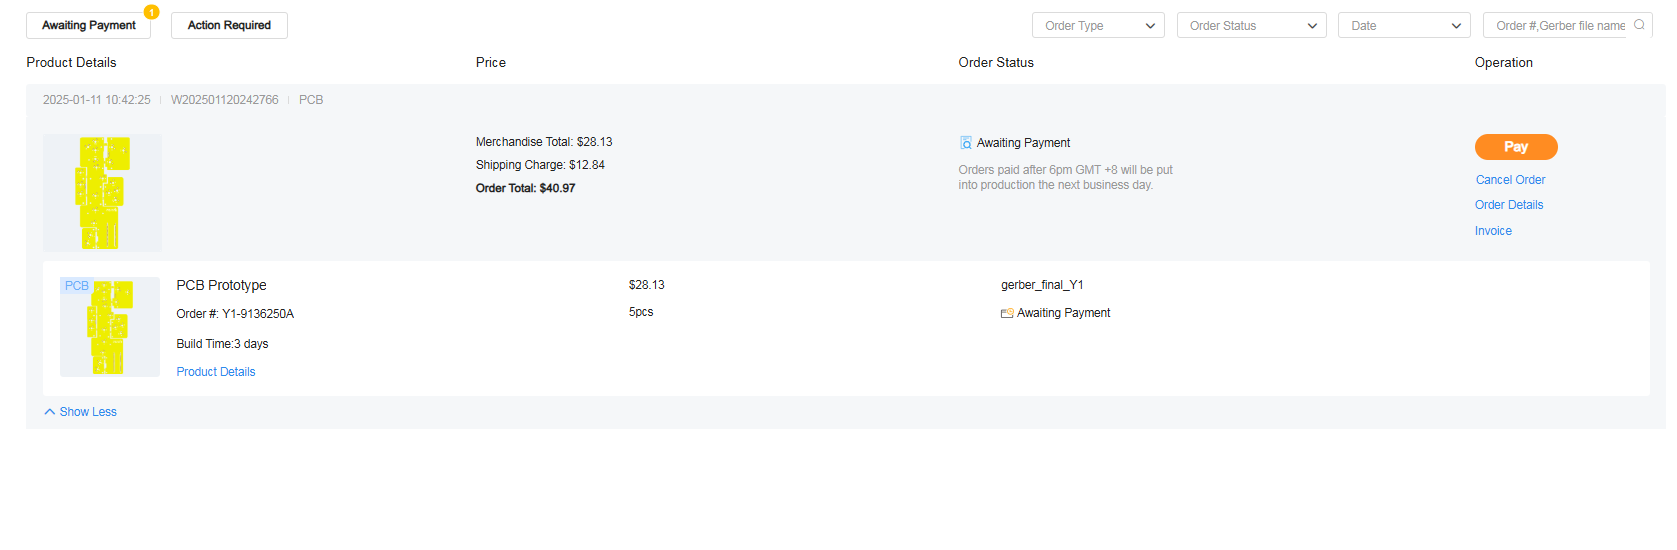 Awaiting Payment
1
Action Required
Order Type
Order Status
Date
Order #,Gerber file name
Product Details
Price
Order Status
Operation
2025-01-11 10:42:25
W202501120242766
PCB
Merchandise Total: $28.13
Shipping Charge: $12.84
Order Total: $40.97
Awaiting Payment
Orders paid after 6pm GMT +8 will be put
into production the next business day.
Pay
Cancel Order
Order Details
Invoice
PCB
PCB Prototype
Order #: Y1-9136250A
Build Time:3 days
Product Details
$28.13
5pcs
gerber_final_Y1
Awaiting Payment
Show Less